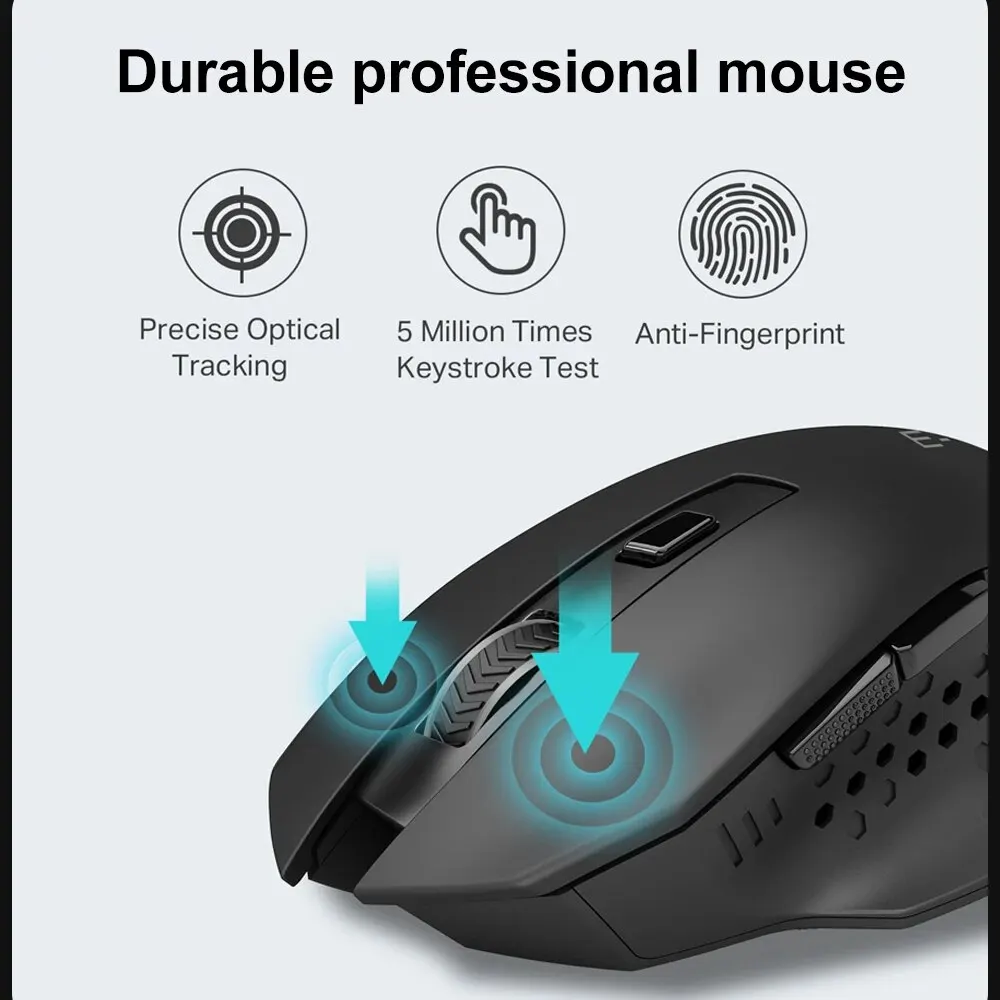 Durable professional mouse
Precise Optical
Tracking
5 Million Times
Keystroke Test
Anti-Fingerprint